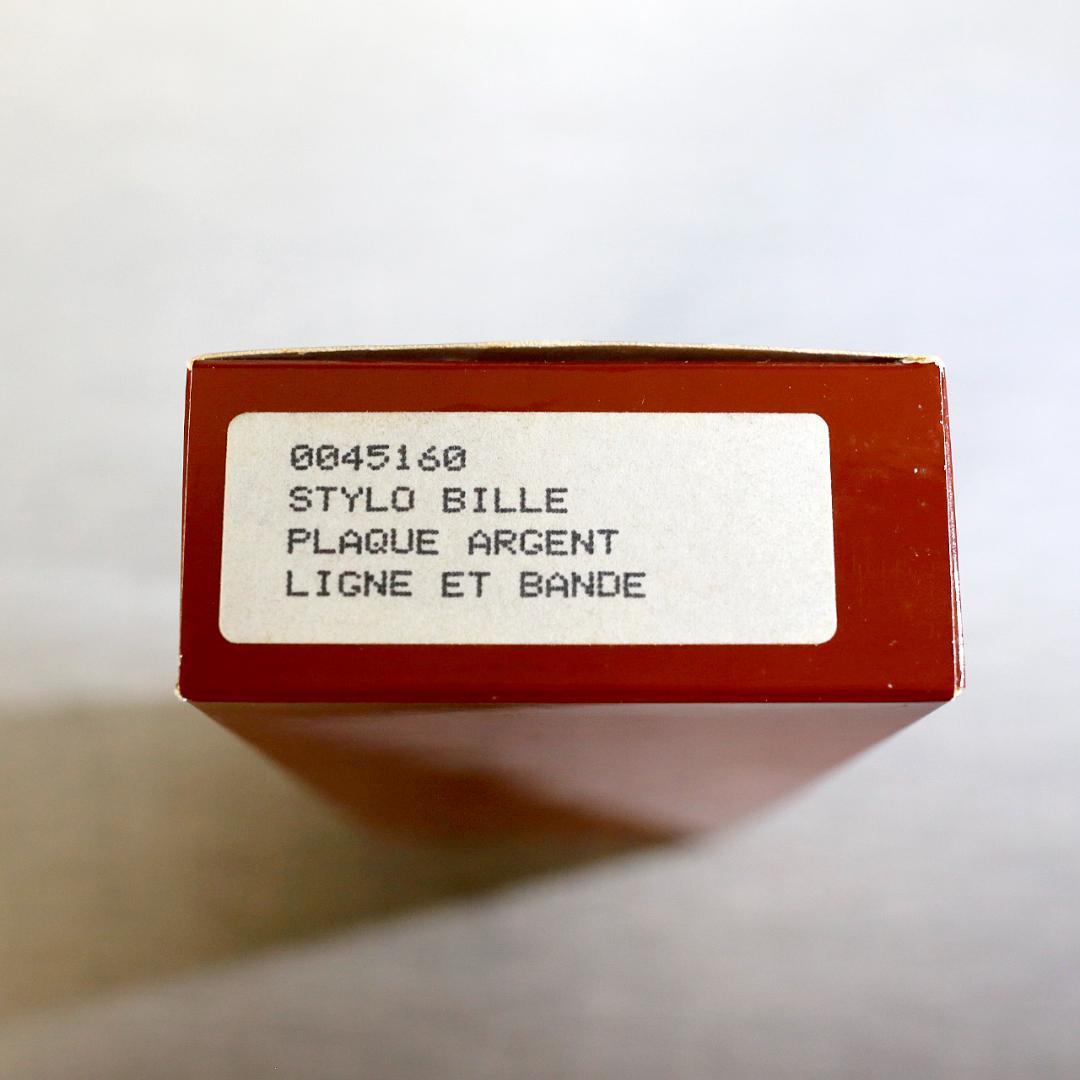 0045160
STYLO BILLE
PLAQUE ARGENT
LIGNE ET BANDE